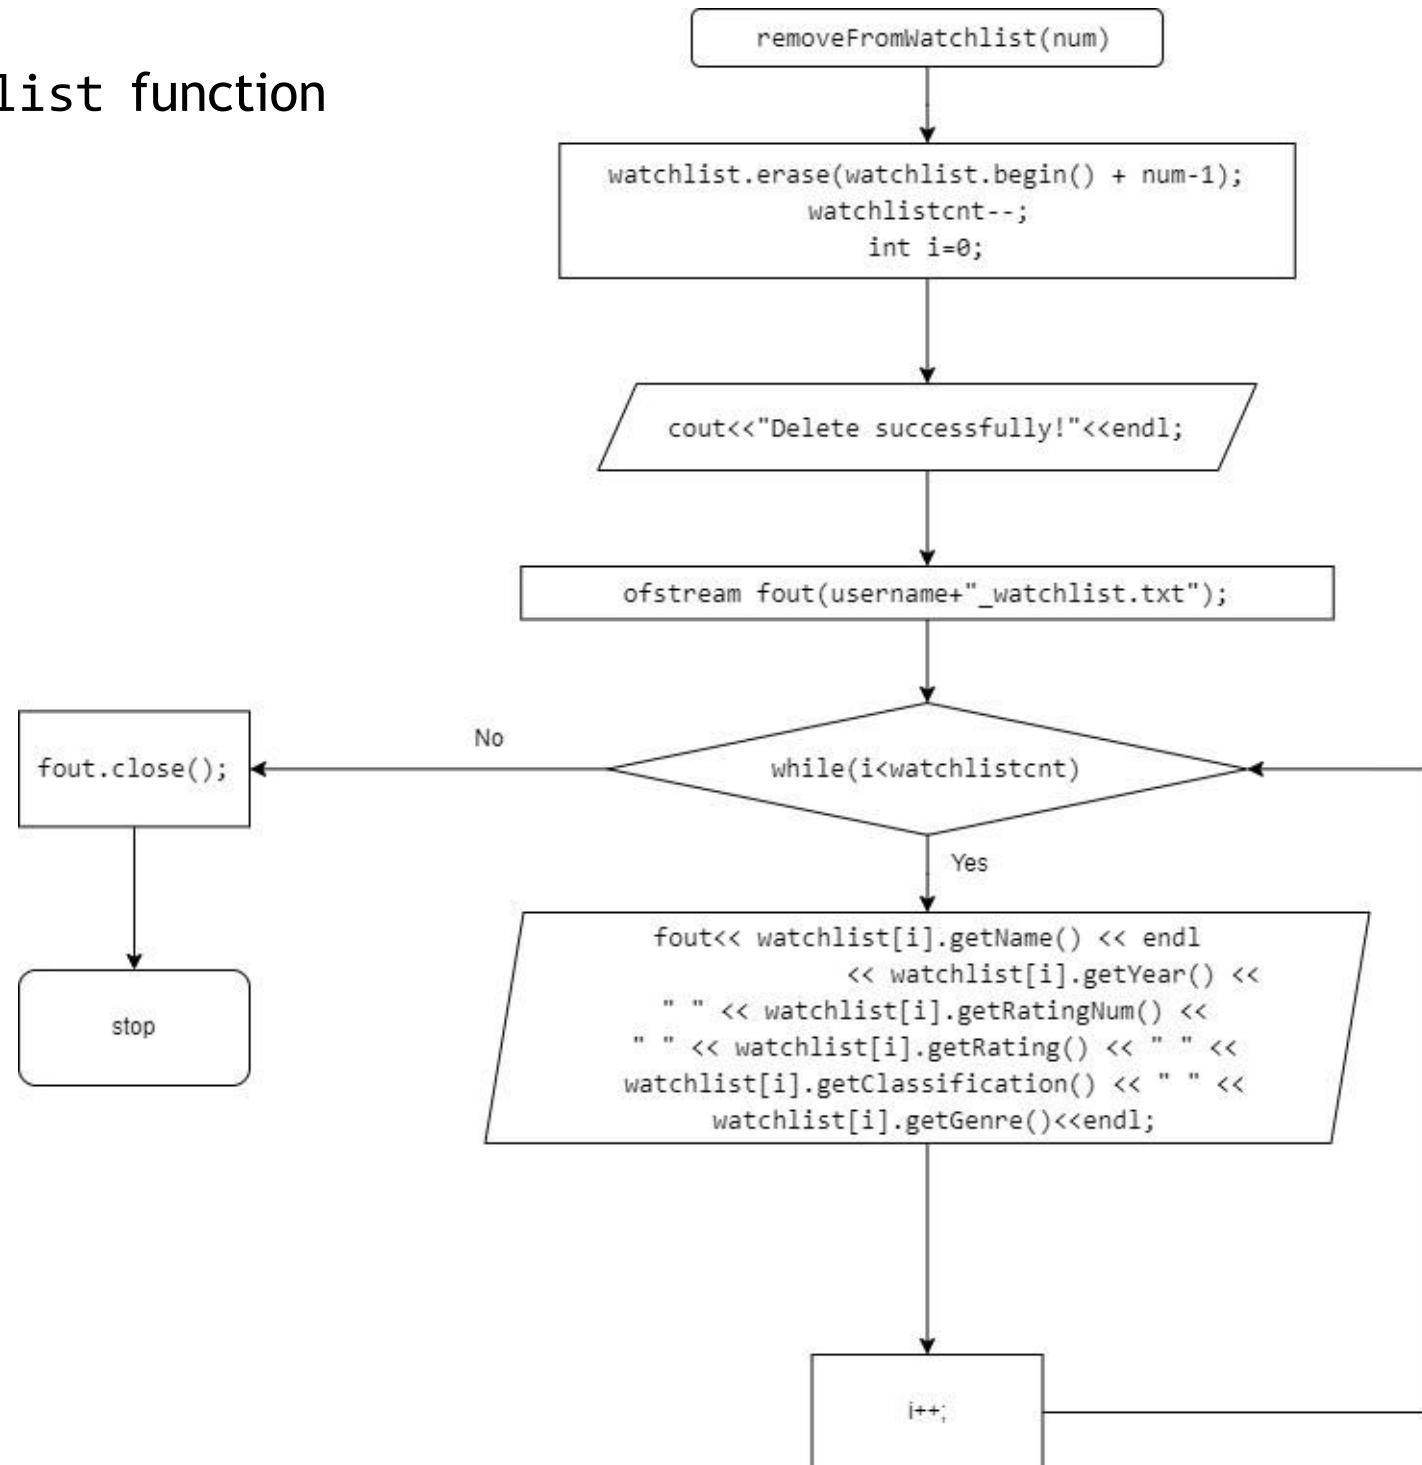 removeFromWatchlist(num)
list function
watchlist.erase(watchlist.begin() + num-1);
watchlistcnt--;
int i=0;
cout<<"Delete successfully!"<<endl;
ofstream fout(username+"_watchlist.txt");
No
fout.close();
while(i<watchlistcnt)
Yes
fout<< watchlist[i].getName() << endl
<< watchlist[i].getYear() <<
" " << watchlist[i].getRatingNum() <<
" " << watchlist[i].getRating() << " " <<
watchlist[i].getClassification() << " " <<
watchlist[i].getGenre()<<endl;
stop
i++;